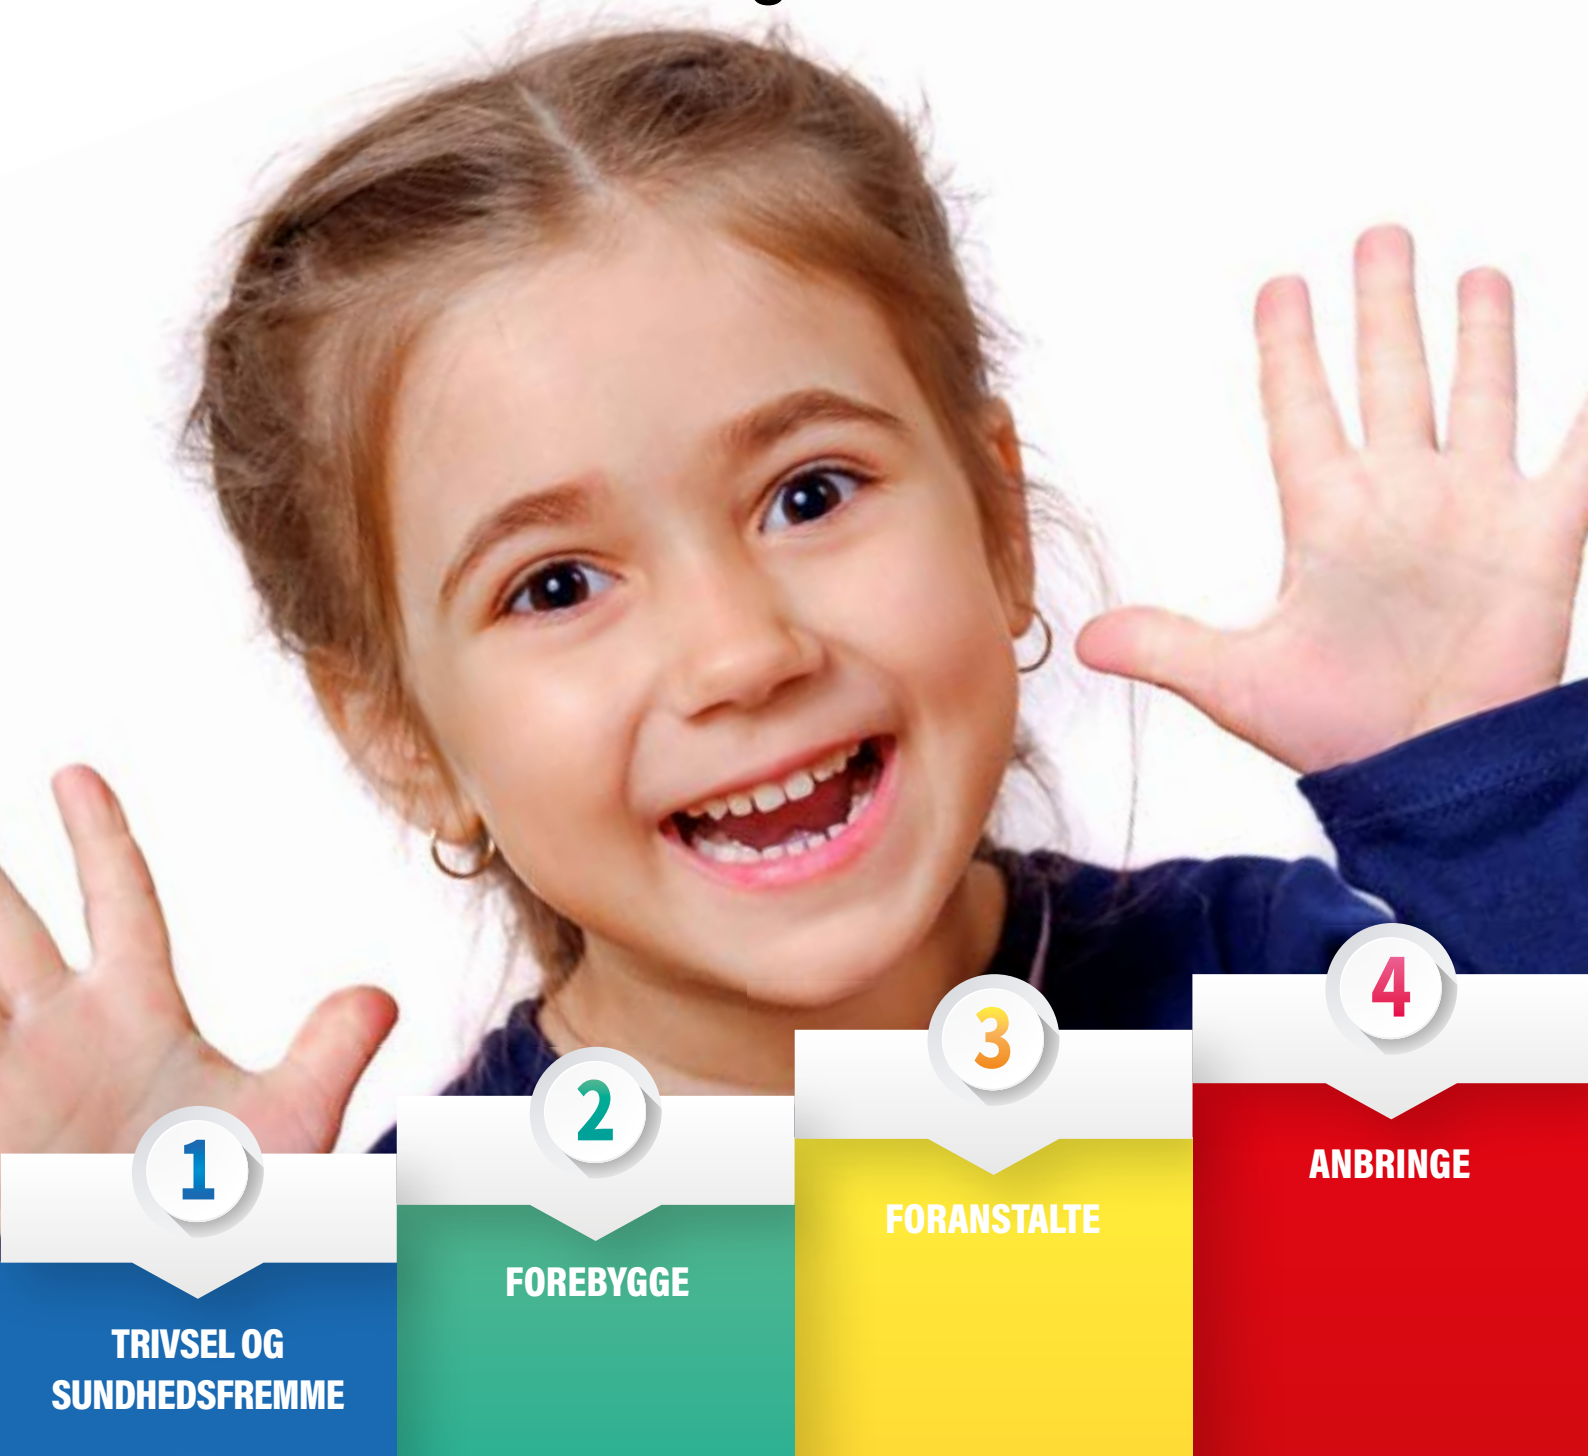 1
TRIVSEL OG
SUNDHEDSFREMME
2
FOREBYGGE
3
FORANSTALTE
4
ANBRINGE